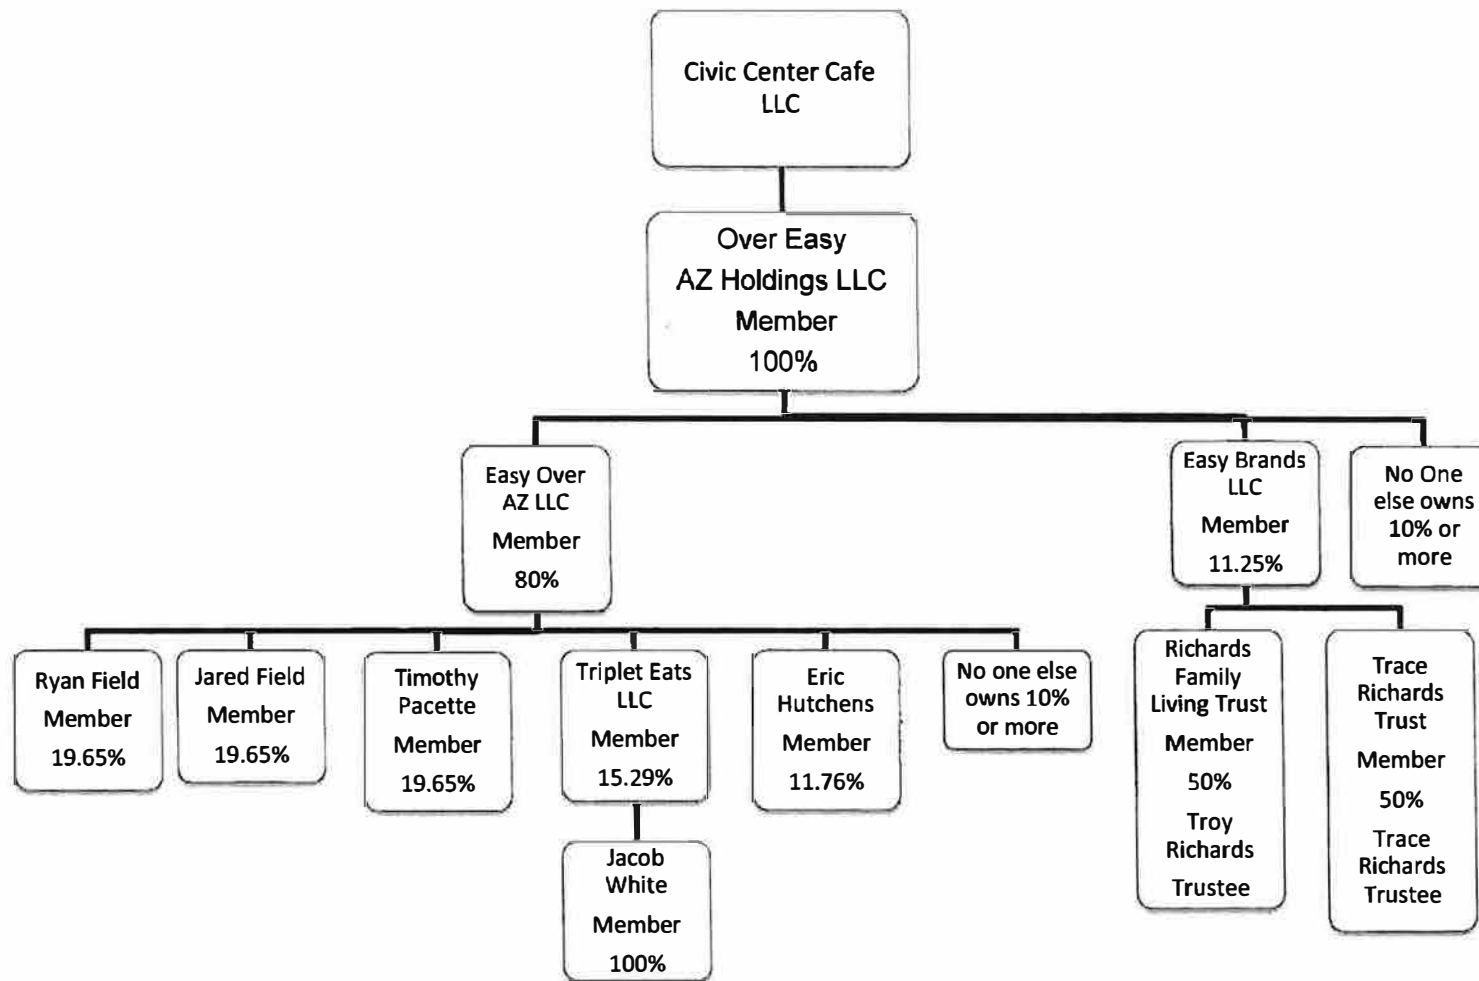 Civic Center Cafe
LLC
Over Easy
AZ Holdings LLC
Member
100%
Easy Over
AZ LLC
Member
80%
Easy Brands
LLC
Member
11.25%
No One
else owns
10% or
more
Ryan Field
Member
19.65%
Jared Field
Member
19.65%
Timothy
Pacette
Member
19.65%
Triplet Eats
LLC
Member
15.29%
Eric
Hutchens
Member
11.76%
No one else
owns 10%
or more
Richards
Family
Living Trust
Member
50%
Troy
Richards
Trustee
Trace
Richards
Trust
Member
50%
Trace
Richards
Trustee
Jacob
White
Member
100%